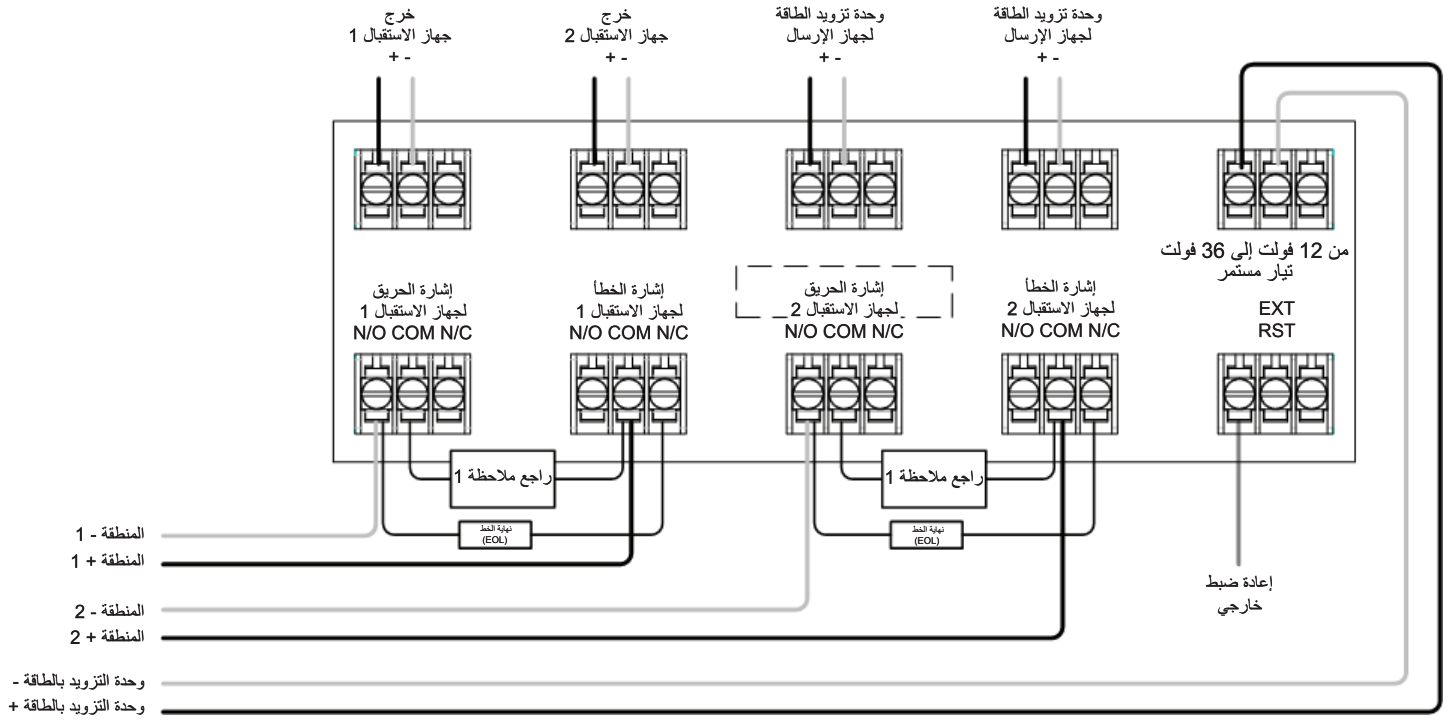 خرج
جهاز الاستقبال 1
+ -
خرج
جهاز الاستقبال 2
+ -
وحدة تزويد الطاقة
لجهاز الإرسال
+ -
وحدة تزويد الطاقة
لجهاز الإرسال
+ -
من 12 فولت إلى 36 فولت
تيار مستمر
إشارة الحريق
لجهاز الاستقبال 1
N/O COM N/C
إشارة الخطأ
لجهاز الاستقبال 1
N/O COM N/C
إشارة الحريق
لجهاز الاستقبال 2
N/O COM N/C
إشارة الخطأ
لجهاز الاستقبال 2
N/O COM N/C
EXT
RST
راجع ملاحظة 1
راجع ملاحظة 1
نهاية الخط
(EOL)
نهاية الخط
(EOL)
المنطقة - 1
المنطقة + 1
المنطقة - 2
المنطقة + 2
إعادة ضبط
خارجي
وحدة التزويد بالطاقة -
وحدة التزويد بالطاقة +